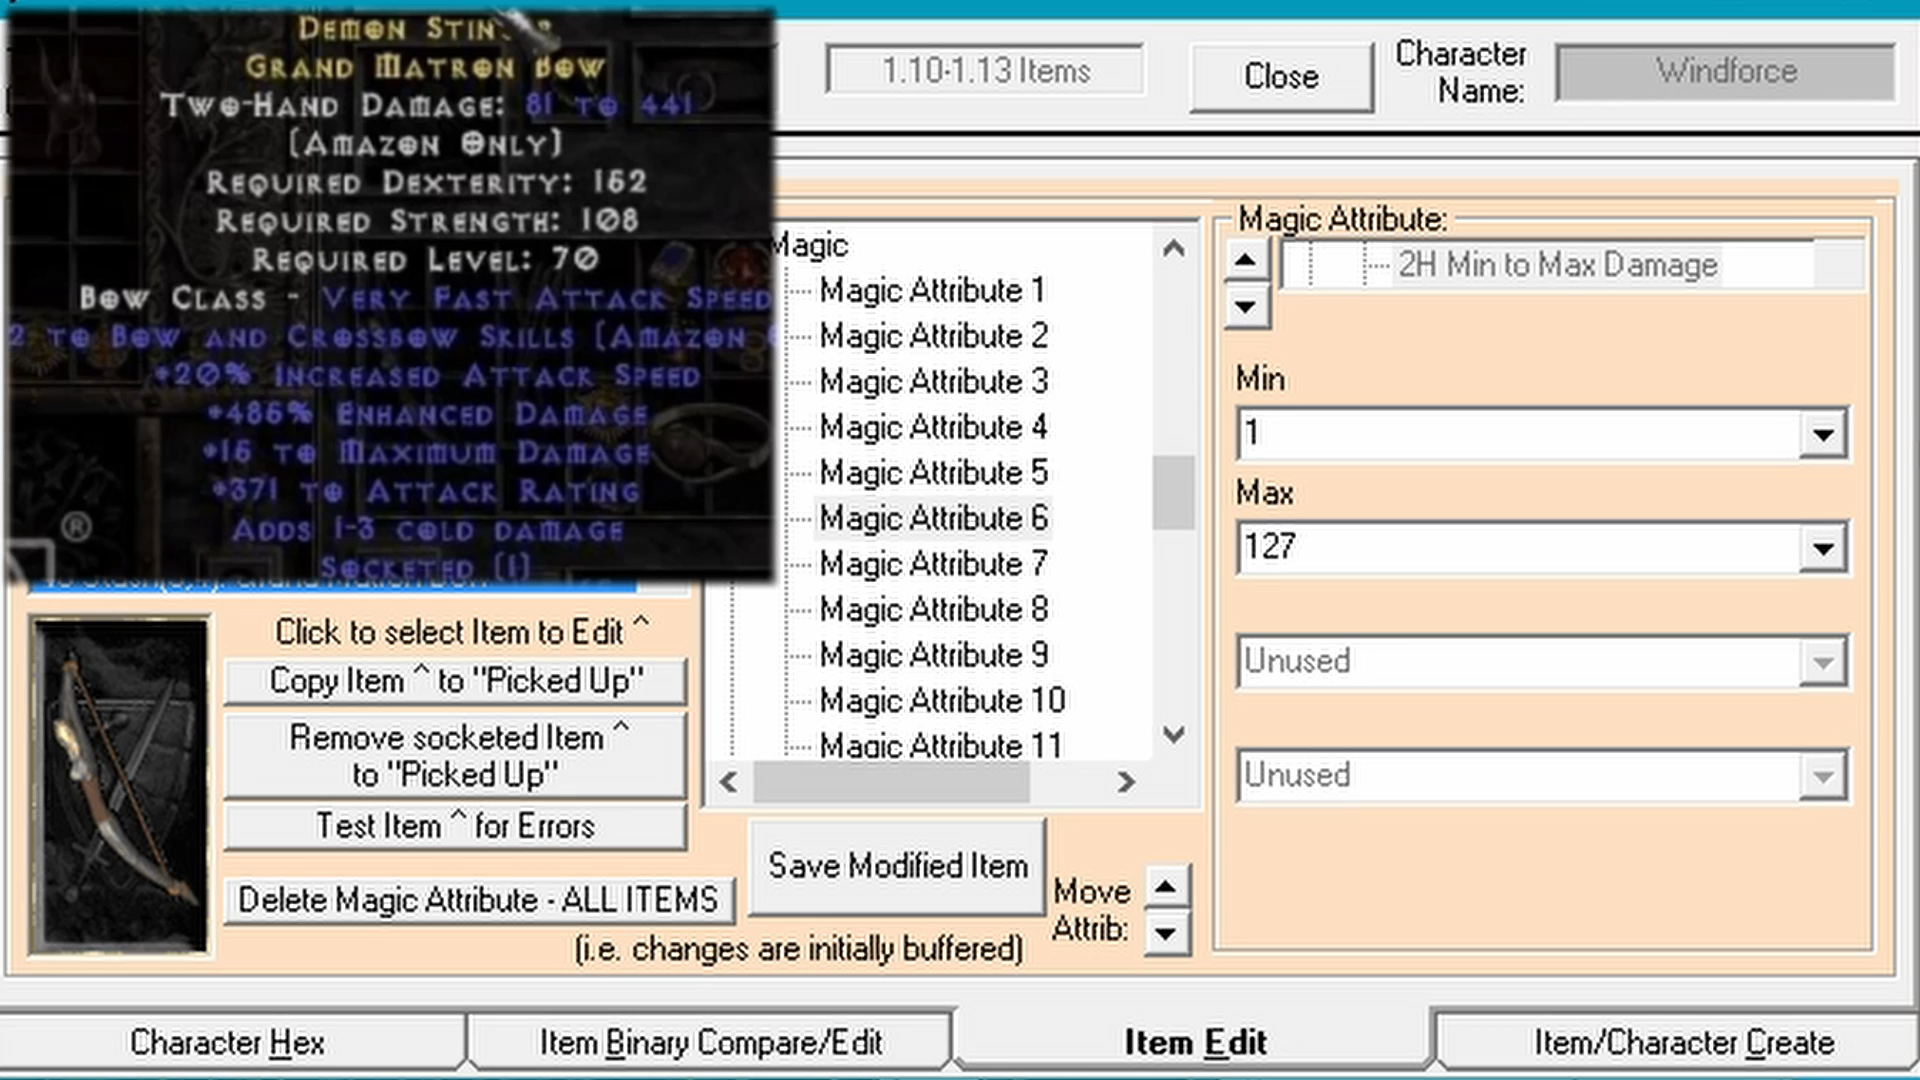 DEMON STIN
GRAND MATRON BOW
TWO-HAND DAMAGE: 81 TO 441
(AMAZON ONLY)
REQUIRED DEXTERITY: 152
REQUIRED STRENGTH: 108
REQUIRED LEVEL: 70
BOW CLASS - VERY FAST ATTACK SPEED
2 TO BOW AND CROSSBOW SKILLS (AMAZON
+20% INCREASED ATTACK SPEED
+485% ENHANCED DAMAGE
+15 TO MAXIMUM DAMAGE
+371 TO ATTACK RATING
ADDS 1-3 COLD DAMAGE
SOCKETED (1)
®
1.10-1.13 Items
Close
Character
Name:
Windforce
Magic
Magic Attribute 1
Magic Attribute 2
Magic Attribute 3
Magic Attribute 4
Magic Attribute 5
Magic Attribute 6
Magic Attribute 7
Magic Attribute 8
Magic Attribute 9
Magic Attribute 10
Magic Attribute 11
Magic Attribute:
2H Min to Max Damage
Min
1
Max
127
Unused
Unused
Click to select Item to Edit ^
Copy Item ^ to "Picked Up"
Remove socketed Item ^
to "Picked Up"
Test Item ^ for Errors
Delete Magic Attribute - ALL ITEMS
Save Modified Item
(i.e. changes are initially buffered)
Move
Attrib:
Character Hex
Item Binary Compare/Edit
Item Edit
Item/Character Create